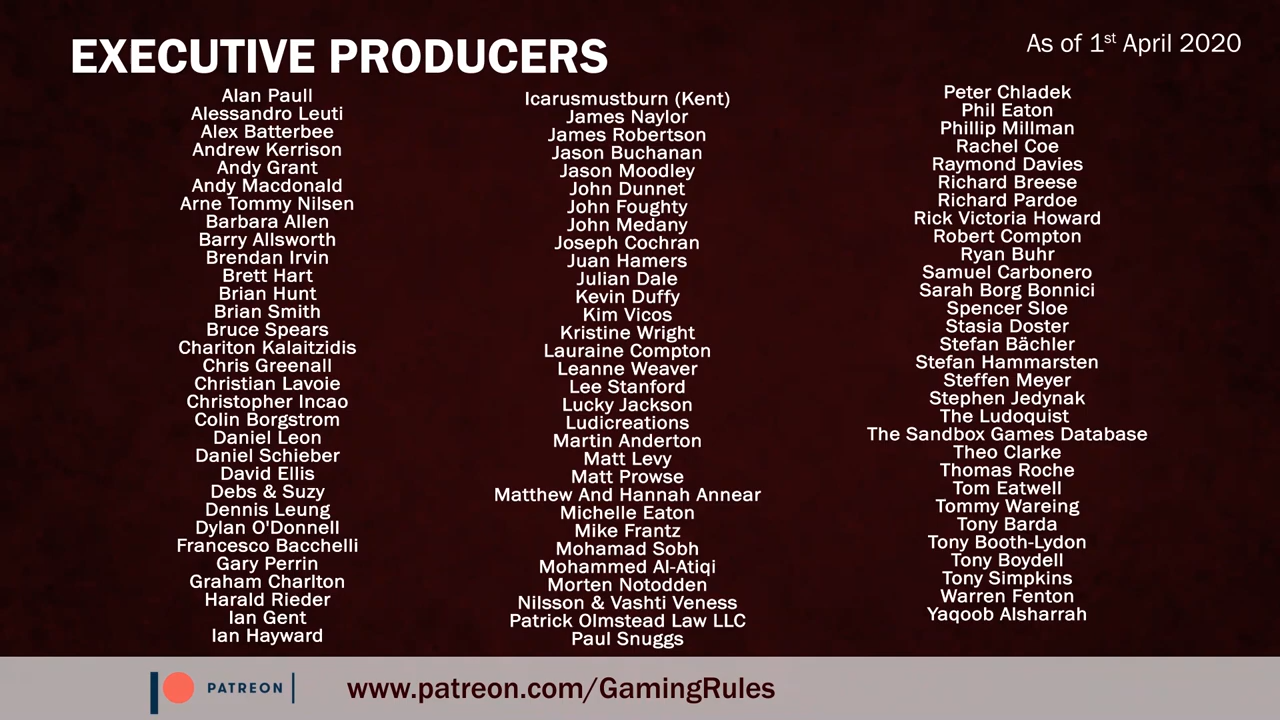 EXECUTIVE PRODUCERS
As of 1st April 2020
Alan Paull
Alessandro Leuti
Alex Batterbee
Andrew Kerrison
Andy Grant
Andy Macdonald
Arne Tommy Nilsen
Barbara Allen
Barry Allsworth
Brendan Irvin
Brett Hart
Brian Hunt
Brian Smith
Bruce Spears
Chariton Kalaitzidis
Chris Greenall
Christian Lavoie
Christopher Incao
Colin Borgstrom
Daniel Leon
Daniel Schieber
David Ellis
Debs & Suzy
Dennis Leung
Dylan O'Donnell
Francesco Bacchelli
Gary Perrin
Graham Charlton
Harald Rieder
Ian Gent
Ian Hayward
Icarusmustburn (Kent)
James Naylor
James Robertson
Jason Buchanan
Jason Moodley
John Dunnet
John Foughty
John Medany
Joseph Cochran
Juan Hamers
Julian Dale
Kevin Duffy
Kim Vicos
Kristine Wright
Lauraine Compton
Leanne Weaver
Lee Stanford
Lucky Jackson
Ludicreations
Martin Anderton
Matt Levy
Matt Prowse
Matthew And Hannah Annear
Michelle Eaton
Mike Frantz
Mohamad Sobh
Mohammed Al-Atiqi
Morten Notodden
Nilsson & Vashti Veness
Patrick Olmstead Law LLC
Paul Snuggs
Peter Chladek
Phil Eaton
Phillip Millman
Rachel Coe
Raymond Davies
Richard Breese
Richard Pardoe
Rick Victoria Howard
Robert Compton
Ryan Buhr
Samuel Carbonero
Sarah Borg Bonnici
Spencer Sloe
Stasia Doster
Stefan Bächler
Stefan Hammarsten
Steffen Meyer
Stephen Jedynak
The Ludoquist
The Sandbox Games Database
Theo Clarke
Thomas Roche
Tom Eatwell
Tommy Wareing
Tony Barda
Tony Booth-Lydon
Tony Boydell
Tony Simpkins
Warren Fenton
Yaqoob Alsharrah
PATREON
www.patreon.com/GamingRules